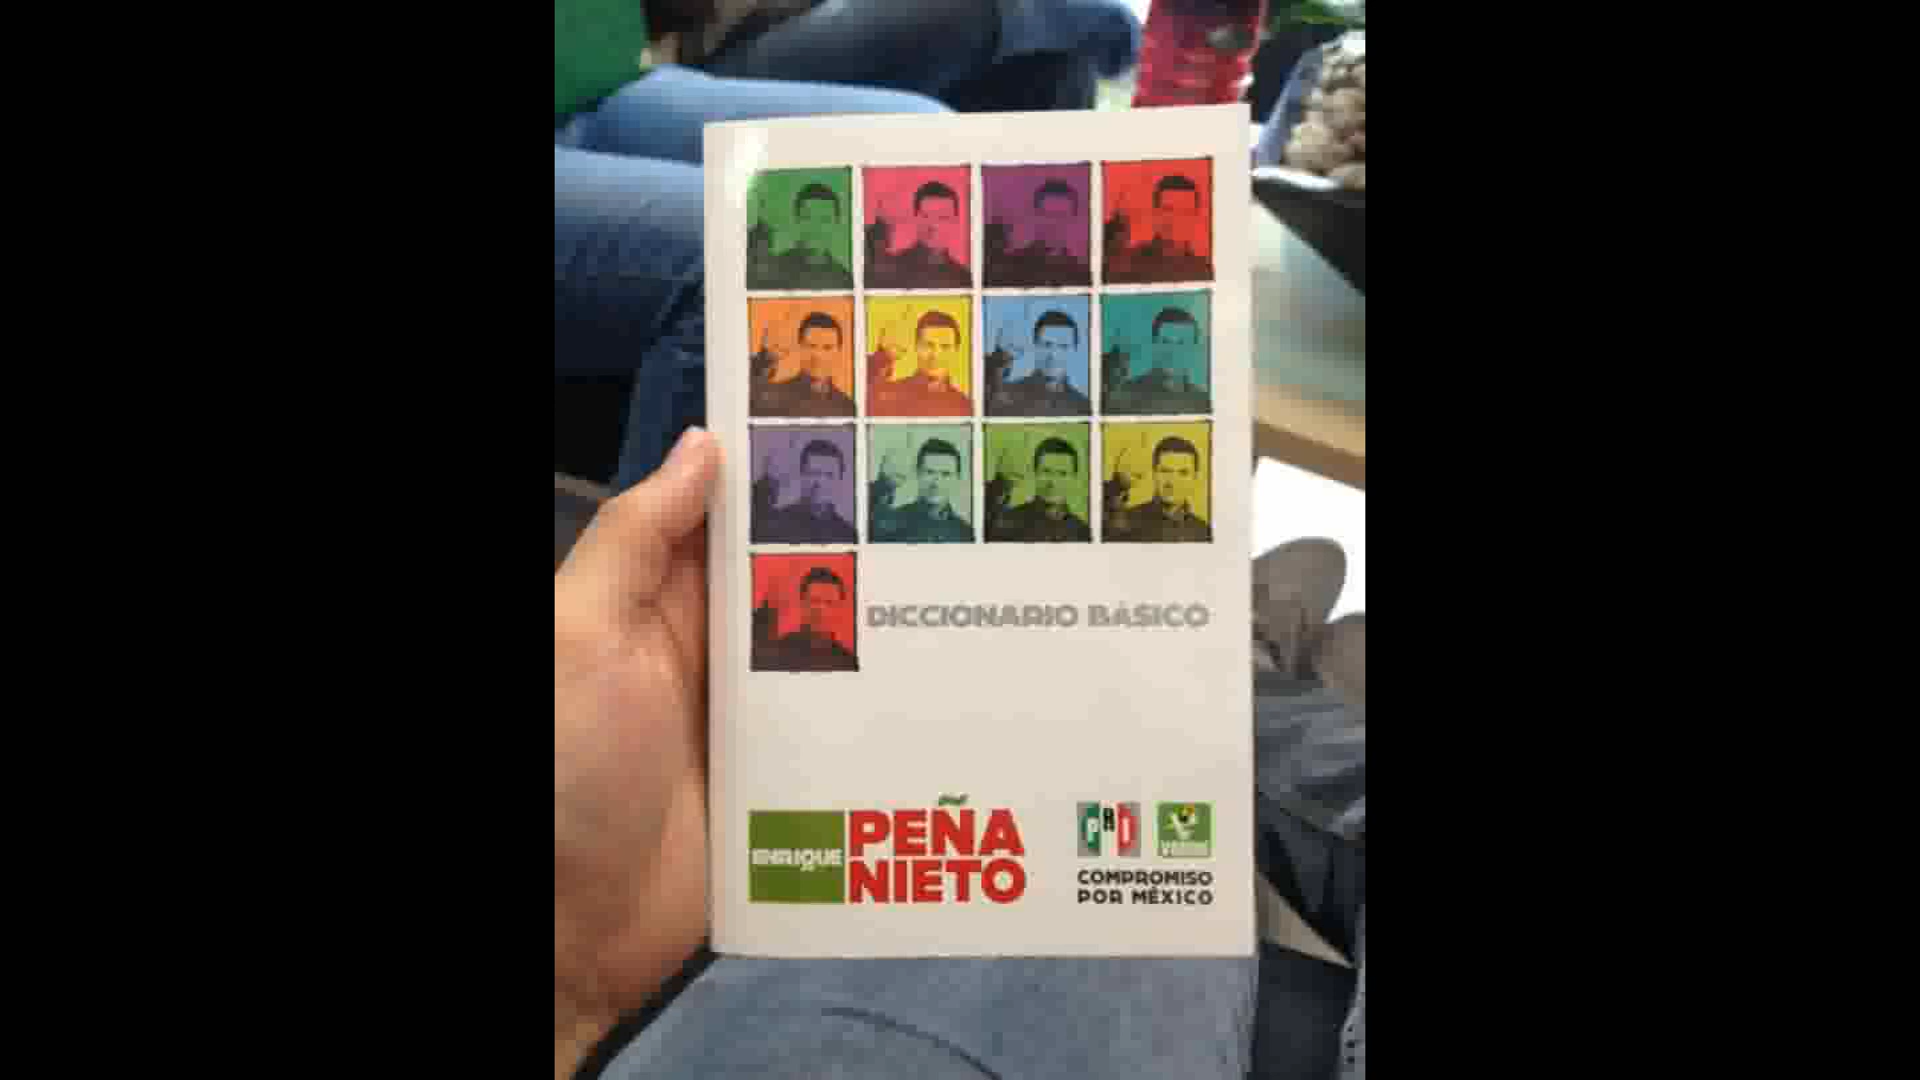 DICCIONARIO BÁSICO
ENRIQUE
PEÑA
NIETO
PRI
VERDE
COMPROMISO
POR MÉXICO